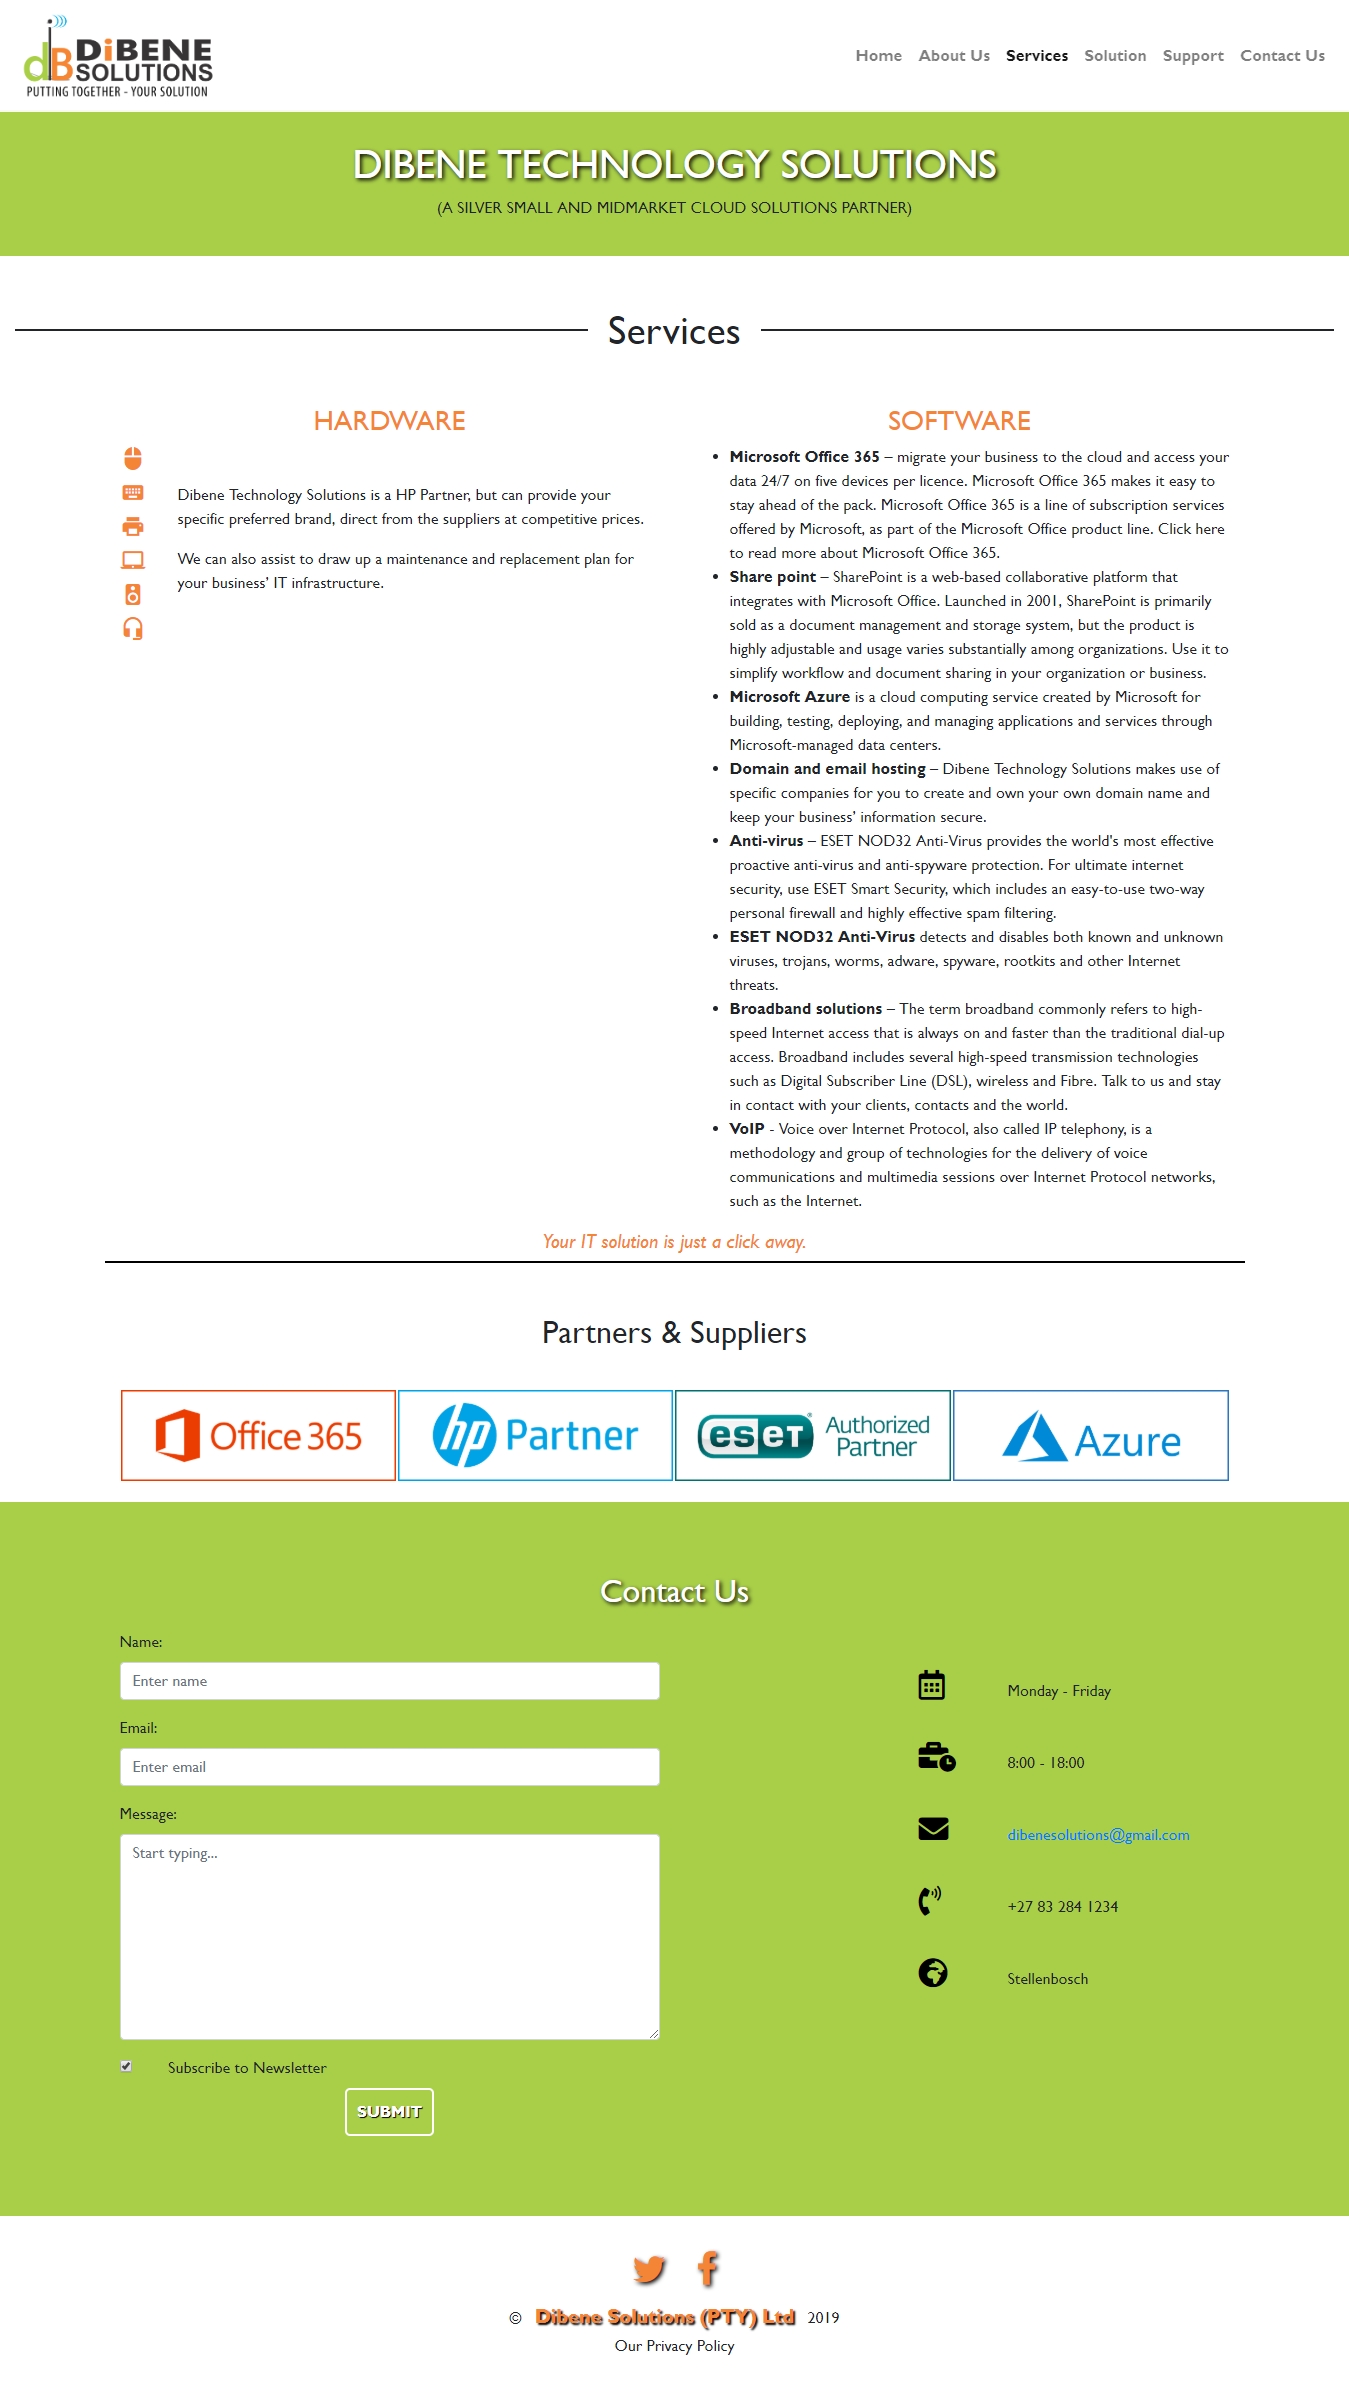 DiBENE
SOLUTIONS
PUTTING TOGETHER - YOUR SOLUTION
Home About Us Services Solution Support Contact Us
DIBENE TECHNOLOGY SOLUTIONS
(A SILVER SMALL AND MIDMARKET CLOUD SOLUTIONS PARTNER)
Services
HARDWARE
Dibene Technology Solutions is a HP Partner, but can provide your
specific preferred brand, direct from the suppliers at competitive prices.
We can also assist to draw up a maintenance and replacement plan for
your business’ IT infrastructure.
SOFTWARE
• Microsoft Office 365 – migrate your business to the cloud and access your
data 24/7 on five devices per licence. Microsoft Office 365 makes it easy to
stay ahead of the pack. Microsoft Office 365 is a line of subscription services
offered by Microsoft, as part of the Microsoft Office product line. Click here
to read more about Microsoft Office 365.
• Share point – SharePoint is a web-based collaborative platform that
integrates with Microsoft Office. Launched in 2001, SharePoint is primarily
sold as a document management and storage system, but the product is
highly adjustable and usage varies substantially among organizations. Use it to
simplify workflow and document sharing in your organization or business.
• Microsoft Azure is a cloud computing service created by Microsoft for
building, testing, deploying, and managing applications and services through
Microsoft-managed data centers.
• Domain and email hosting – Dibene Technology Solutions makes use of
specific companies for you to create and own your own domain name and
keep your business’ information secure.
• Anti-virus – ESET NOD32 Anti-Virus provides the world's most effective
proactive anti-virus and anti-spyware protection. For ultimate internet
security, use ESET Smart Security, which includes an easy-to-use two-way
personal firewall and highly effective spam filtering.
• ESET NOD32 Anti-Virus detects and disables both known and unknown
viruses, trojans, worms, adware, spyware, rootkits and other Internet
threats.
• Broadband solutions – The term broadband commonly refers to high-
speed Internet access that is always on and faster than the traditional dial-up
access. Broadband includes several high-speed transmission technologies
such as Digital Subscriber Line (DSL), wireless and Fibre. Talk to us and stay
in contact with your clients, contacts and the world.
• VoIP - Voice over Internet Protocol, also called IP telephony, is a
methodology and group of technologies for the delivery of voice
communications and multimedia sessions over Internet Protocol networks,
such as the Internet.
Your IT solution is just a click away.
Partners & Suppliers
Office 365
hp Partner
eseT Authorized
Partner
Azure
Contact Us
Name:
Enter name
Email:
Enter email
Message:
Start typing...
Subscribe to Newsletter
SUBMIT
Monday - Friday
8:00 - 18:00
dibenesolutions@gmail.com
+27 83 284 1234
Stellenbosch
© Dibene Solutions (PTY) Ltd 2019
Our Privacy Policy